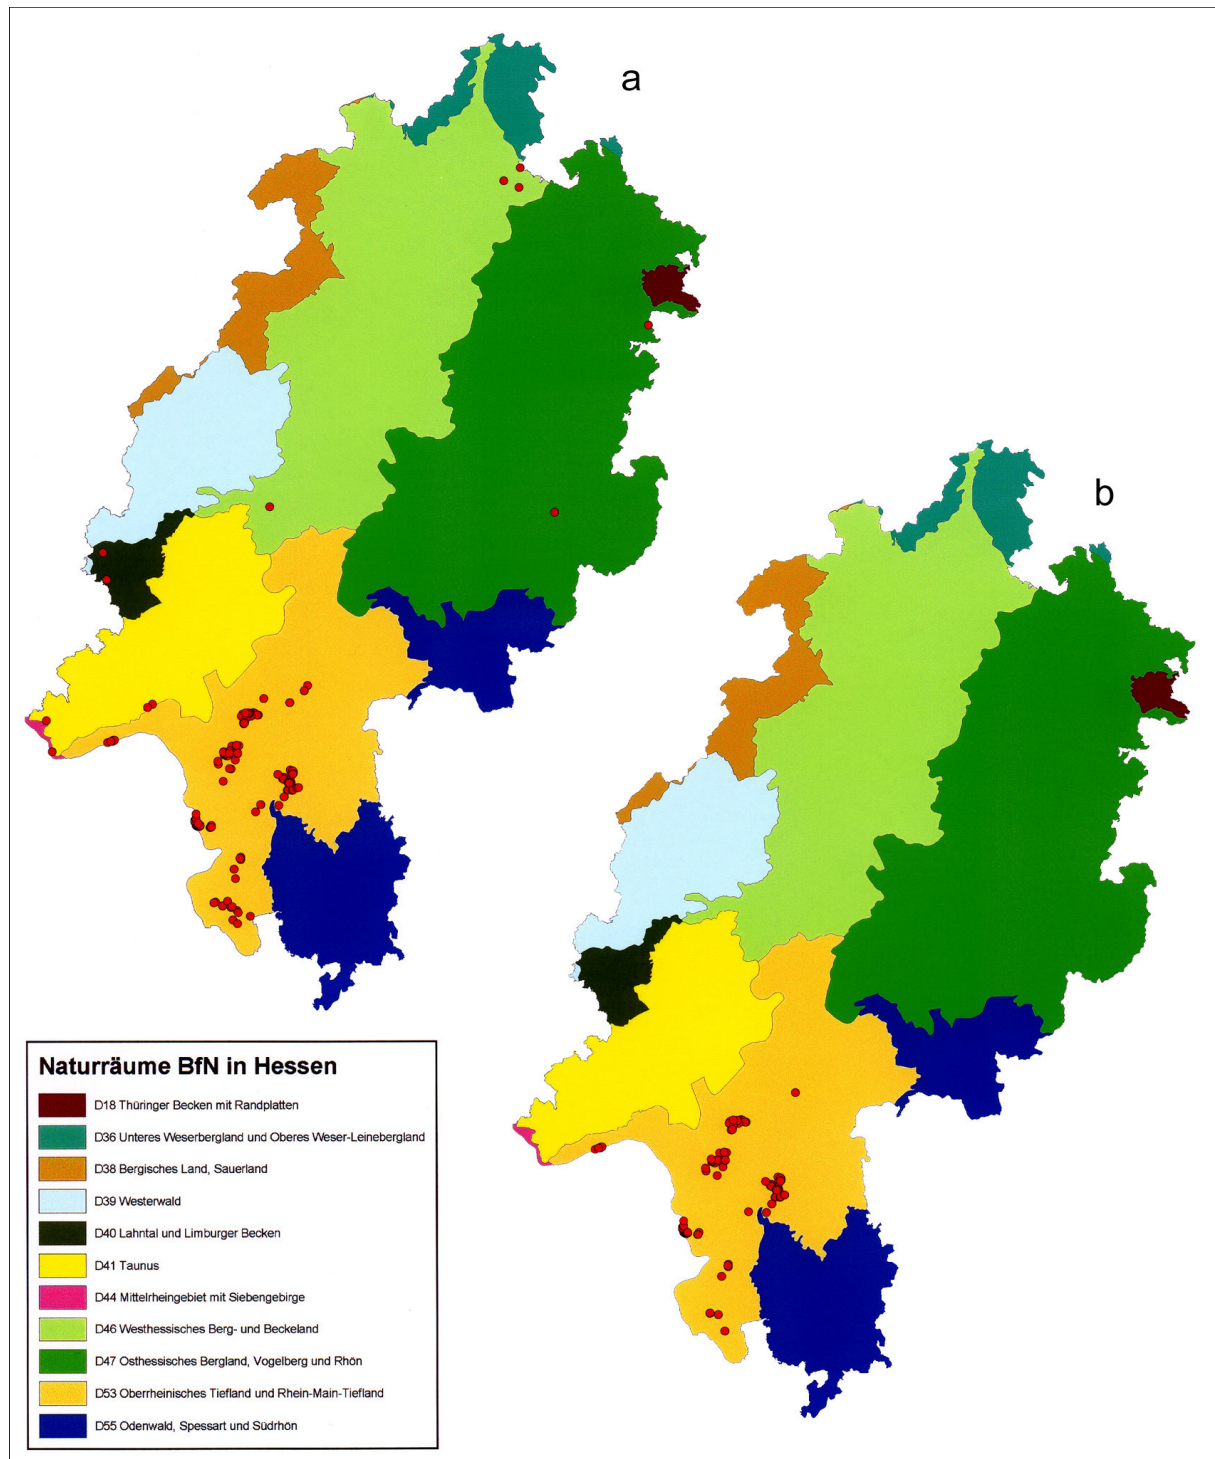 a
b
Naturräume BfN in Hessen
D18 Thüringer Becken mit Randplatten
D36 Unteres Weserbergland und Oberes Weser-Leinebergland
D38 Bergisches Land, Sauerland
D39 Westerwald
D40 Lahntal und Limburger Becken
D41 Taunus
D44 Mittelrheingebiet mit Siebengebirge
D46 Westhessisches Berg- und Beckeland
D47 Osthessisches Bergland, Vogelberg und Rhön
D53 Oberrheinisches Tiefland und Rhein-Main-Tiefland
D55 Odenwald, Spessart und Südrhön